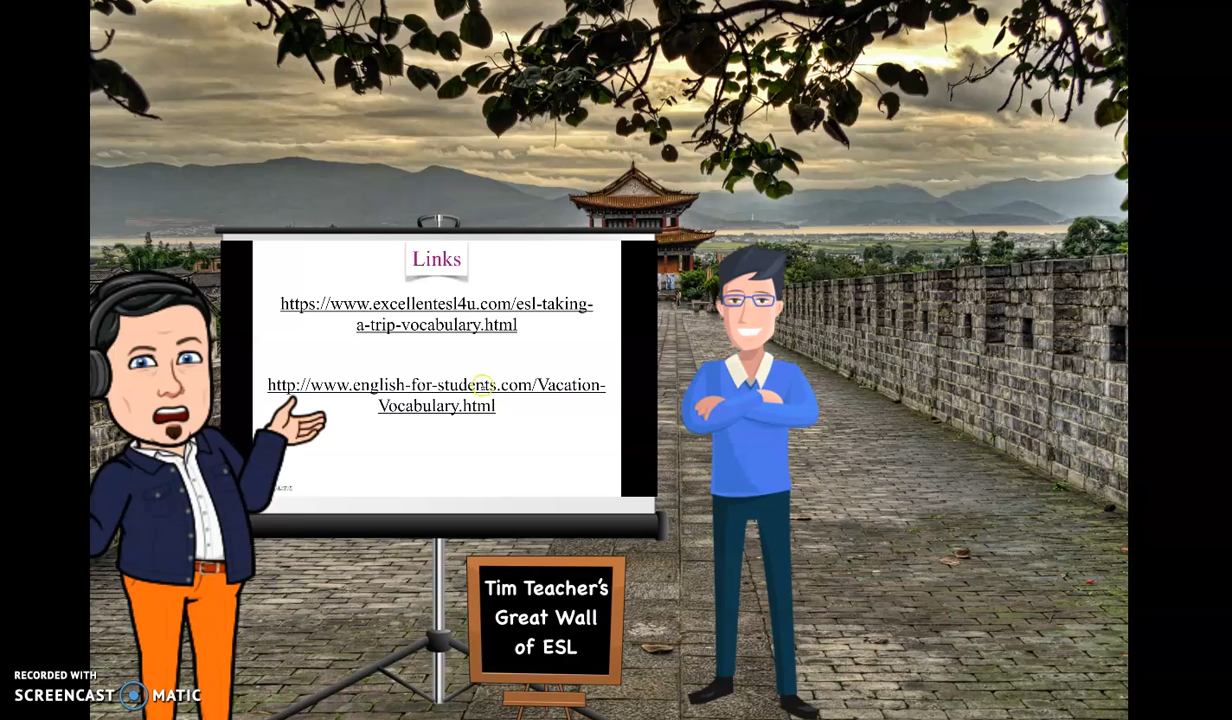 Links
https://www.excellentesl4u.com/esl-taking-
a-trip-vocabulary.html
http://www.english-for-students.com/Vacation-
Vocabulary.html
Tim Teacher's
Great Wall
of ESL
RECORDED WITH
SCREENCAST MATIC